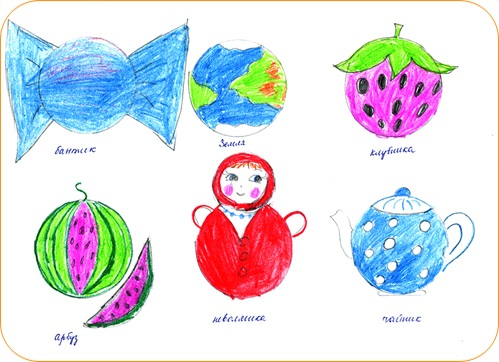 бантик
Земля
клубника
арбуз
неваляшка
чайник